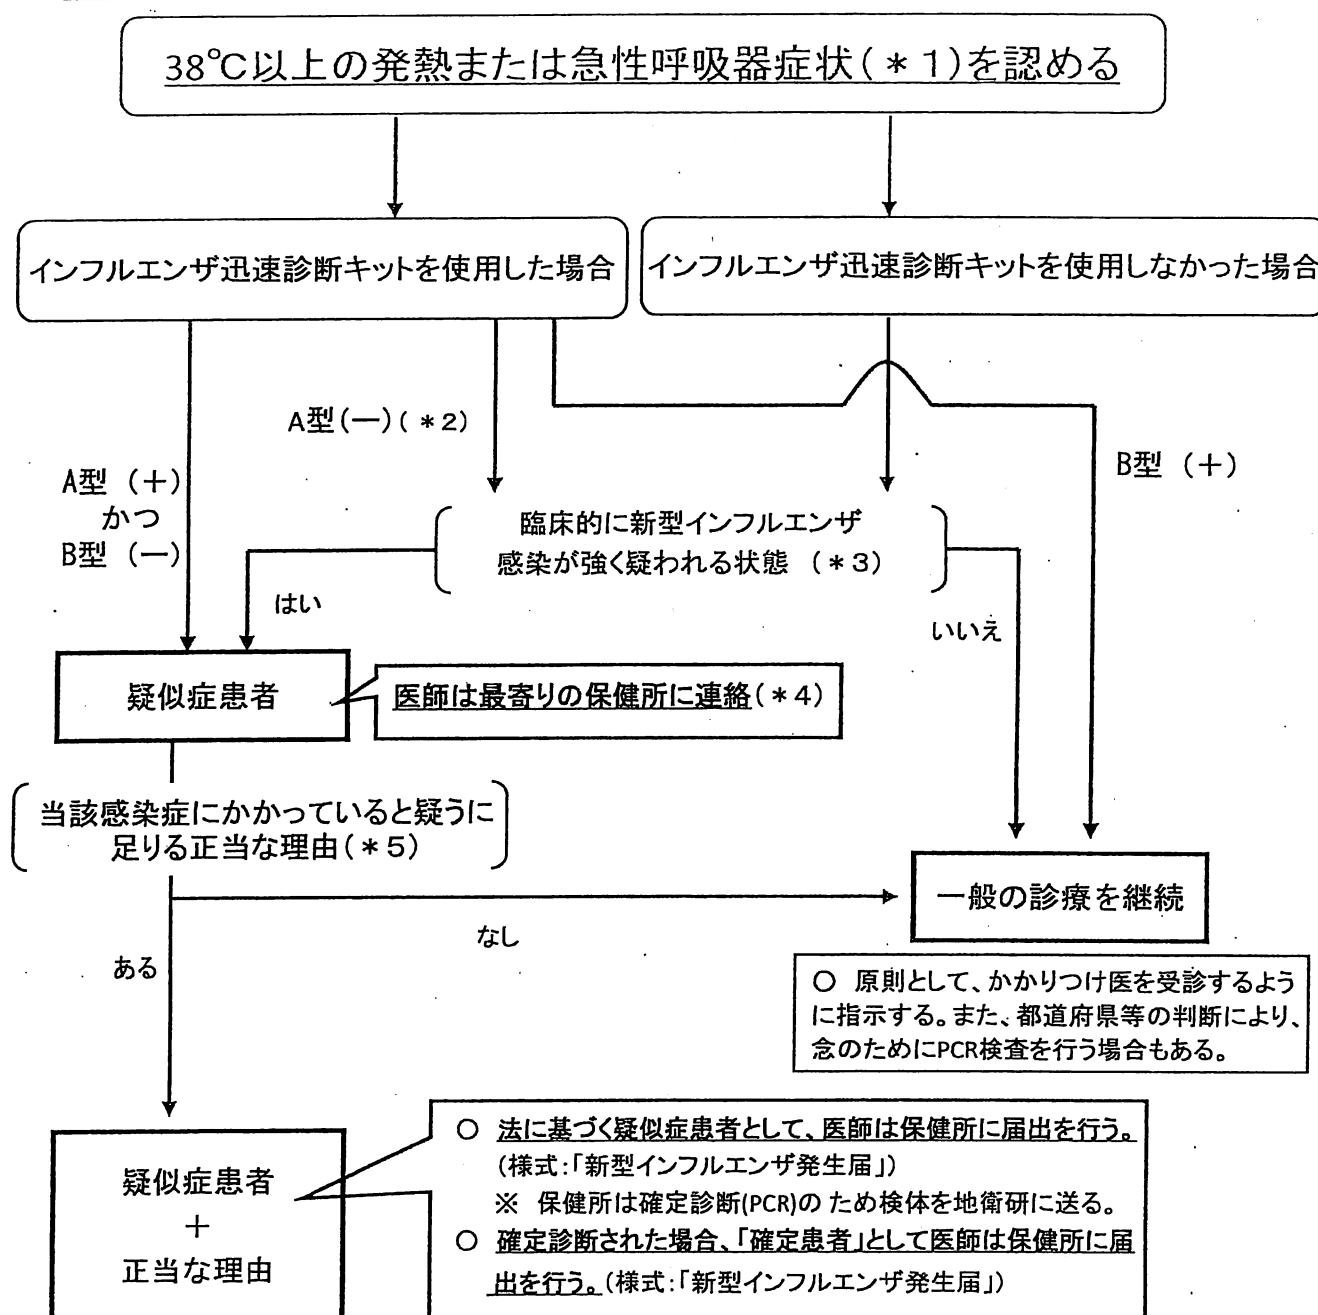 38℃以上の発熱または急性呼吸器症状(＊1)を認める
インフルエンザ迅速診断キットを使用した場合
インフルエンザ迅速診断キットを使用しなかった場合
A型(ー)(＊2)
B型(＋)
A型(＋)
かつ
B型(ー)
臨床的に新型インフルエンザ
感染が強く疑われる状態 (＊3)
はい
いいえ
疑似症患者
医師は最寄りの保健所に連絡(＊4)
当該感染症にかかっていると疑うに
足りる正当な理由(＊5)
一般の診療を継続
なし
ある
○ 原則として、かかりつけ医を受診するよう
に指示する。また、都道府県等の判断により、
念のためにPCR検査を行う場合もある。
疑似症患者
＋
正当な理由
○ 法に基づく疑似症患者として、医師は保健所に届出を行う。
(様式:「新型インフルエンザ発生届」)
※ 保健所は確定診断(PCR)のため検体を地衛研に送る。
○ 確定診断された場合、「確定患者」として医師は保健所に届
出を行う。(様式:「新型インフルエンザ発生届」)